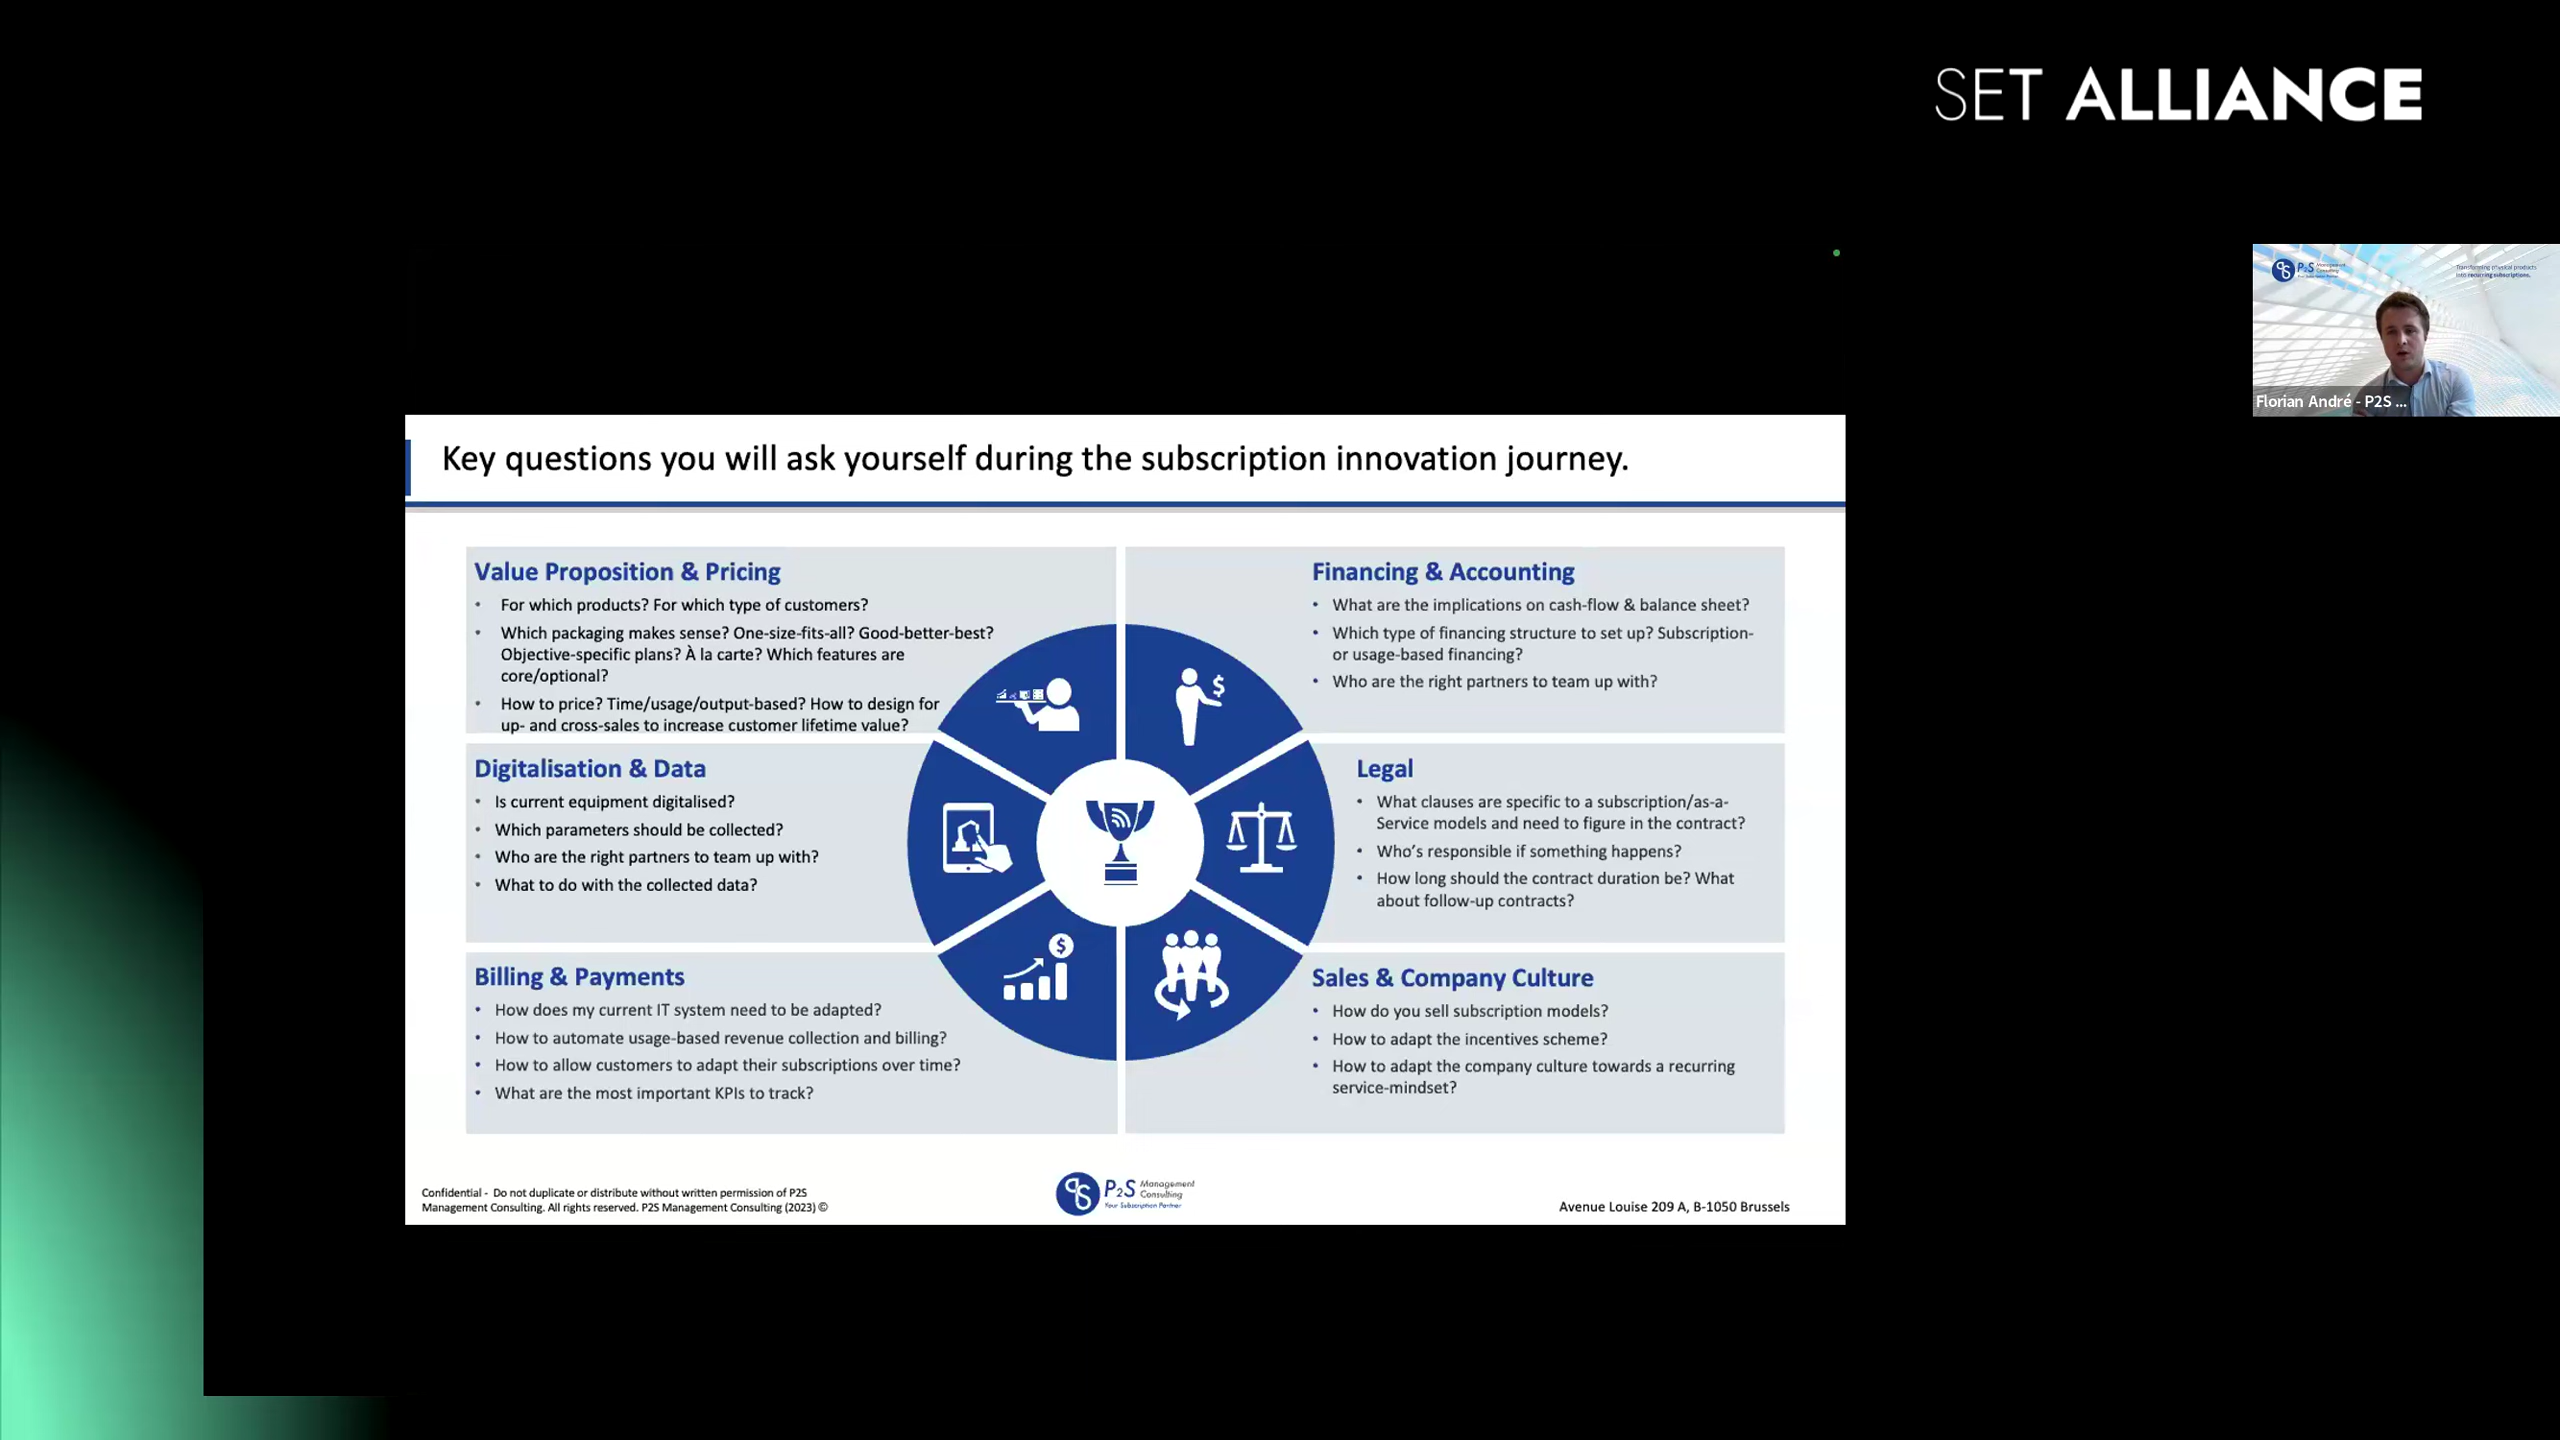 SET ALLIANCE
P2S Management
Consulting
Transforming physical products
into recurring subscriptions.
Florian André - P2S ...
Key questions you will ask yourself during the subscription innovation journey.
Value Proposition & Pricing
• For which products? For which type of customers?
• Which packaging makes sense? One-size-fits-all? Good-better-best?
Objective-specific plans? À la carte? Which features are
core/optional?
• How to price? Time/usage/output-based? How to design for
up- and cross-sales to increase customer lifetime value?
Financing & Accounting
• What are the implications on cash-flow & balance sheet?
• Which type of financing structure to set up? Subscription-
or usage-based financing?
• Who are the right partners to team up with?
Digitalisation & Data
• Is current equipment digitalised?
• Which parameters should be collected?
• Who are the right partners to team up with?
• What to do with the collected data?
Legal
• What clauses are specific to a subscription/as-a-
Service models and need to figure in the contract?
• Who's responsible if something happens?
• How long should the contract duration be? What
about follow-up contracts?
Billing & Payments
• How does my current IT system need to be adapted?
• How to automate usage-based revenue collection and billing?
• How to allow customers to adapt their subscriptions over time?
• What are the most important KPIs to track?
Sales & Company Culture
• How do you sell subscription models?
• How to adapt the incentives scheme?
• How to adapt the company culture towards a recurring
service-mindset?
Confidential - Do not duplicate or distribute without written permission of P2S
Management Consulting. All rights reserved. P2S Management Consulting (2023) ©
P2S Management
Consulting
Your Subscription Partner
Avenue Louise 209 A, B-1050 Brussels